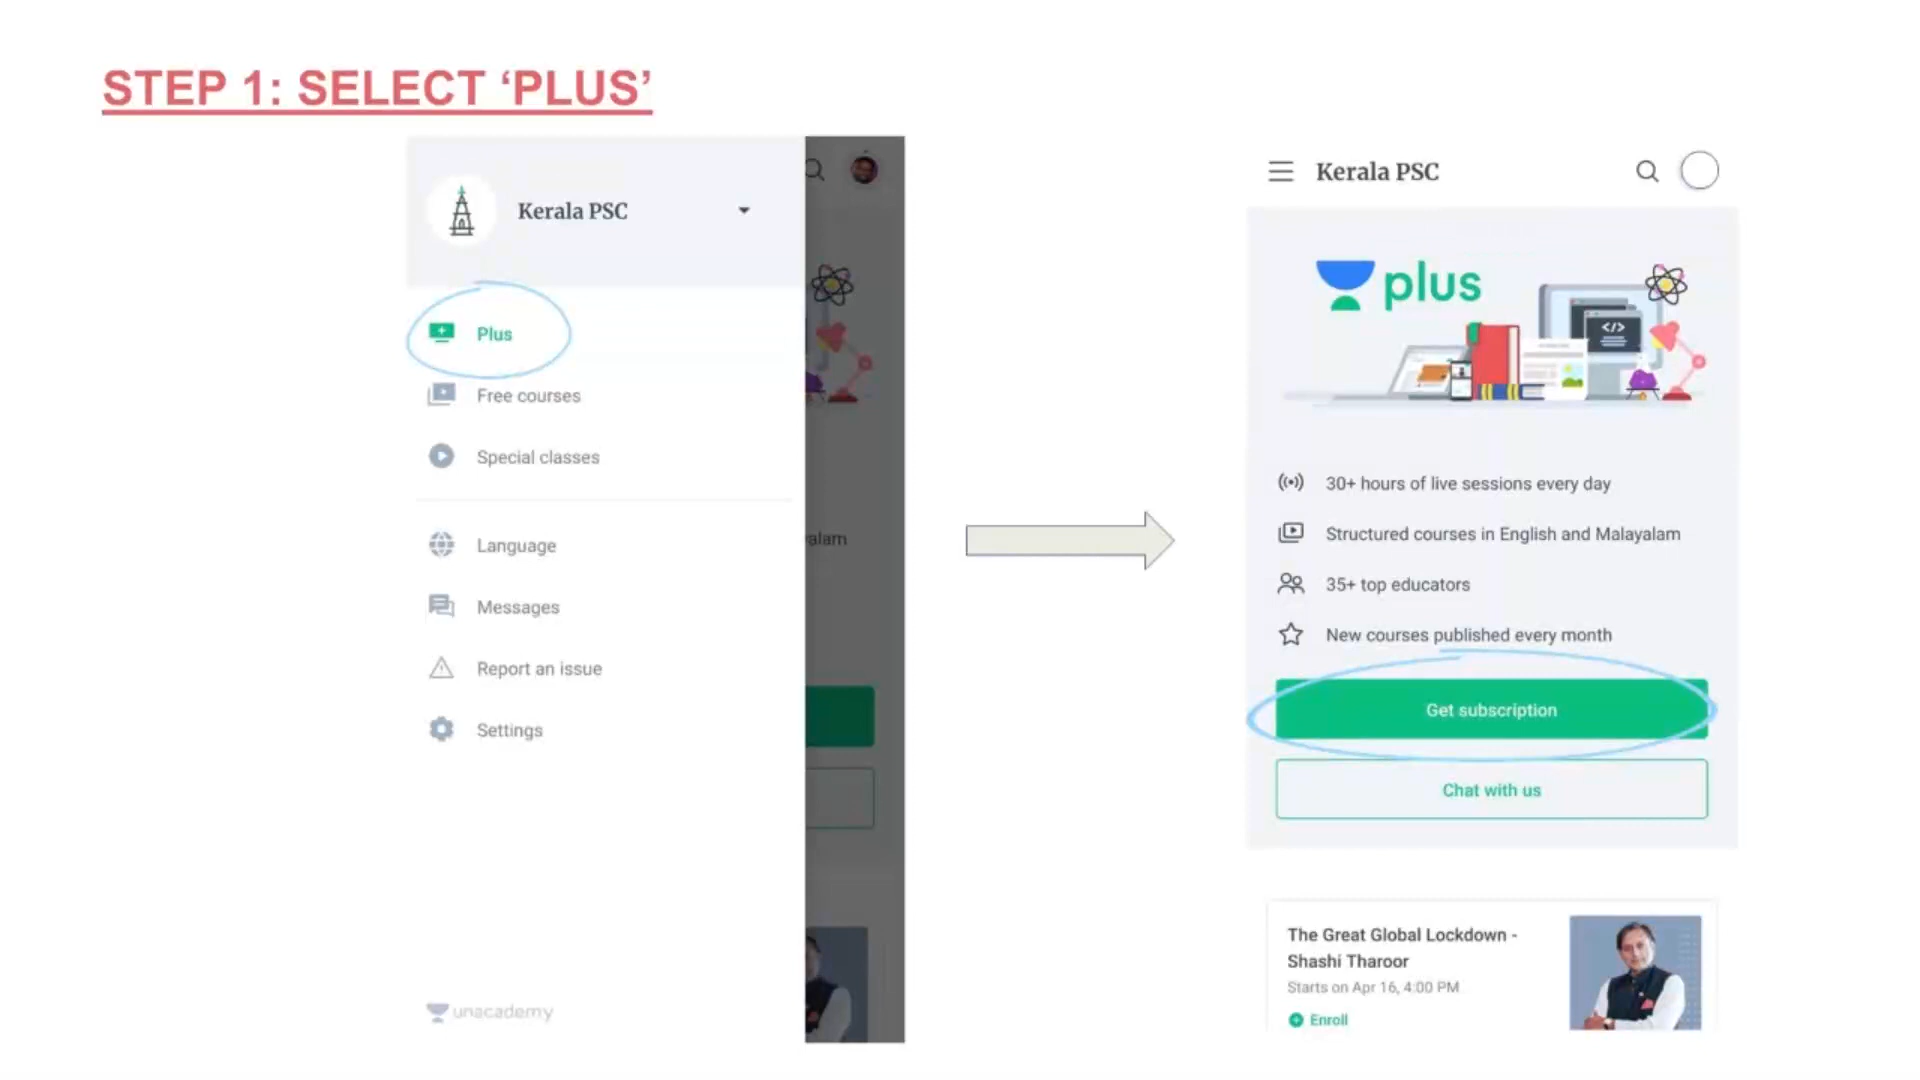 STEP 1: SELECT ‘PLUS’
Kerala PSC
Plus
Free courses
Special classes
Language
Messages
Report an issue
Settings
unacademy
alam
Kerala PSC
plus
</>
30+ hours of live sessions every day
Structured courses in English and Malayalam
35+ top educators
New courses published every month
Get subscription
Chat with us
The Great Global Lockdown -
Shashi Tharoor
Starts on Apr 16, 4:00 PM
Enroll